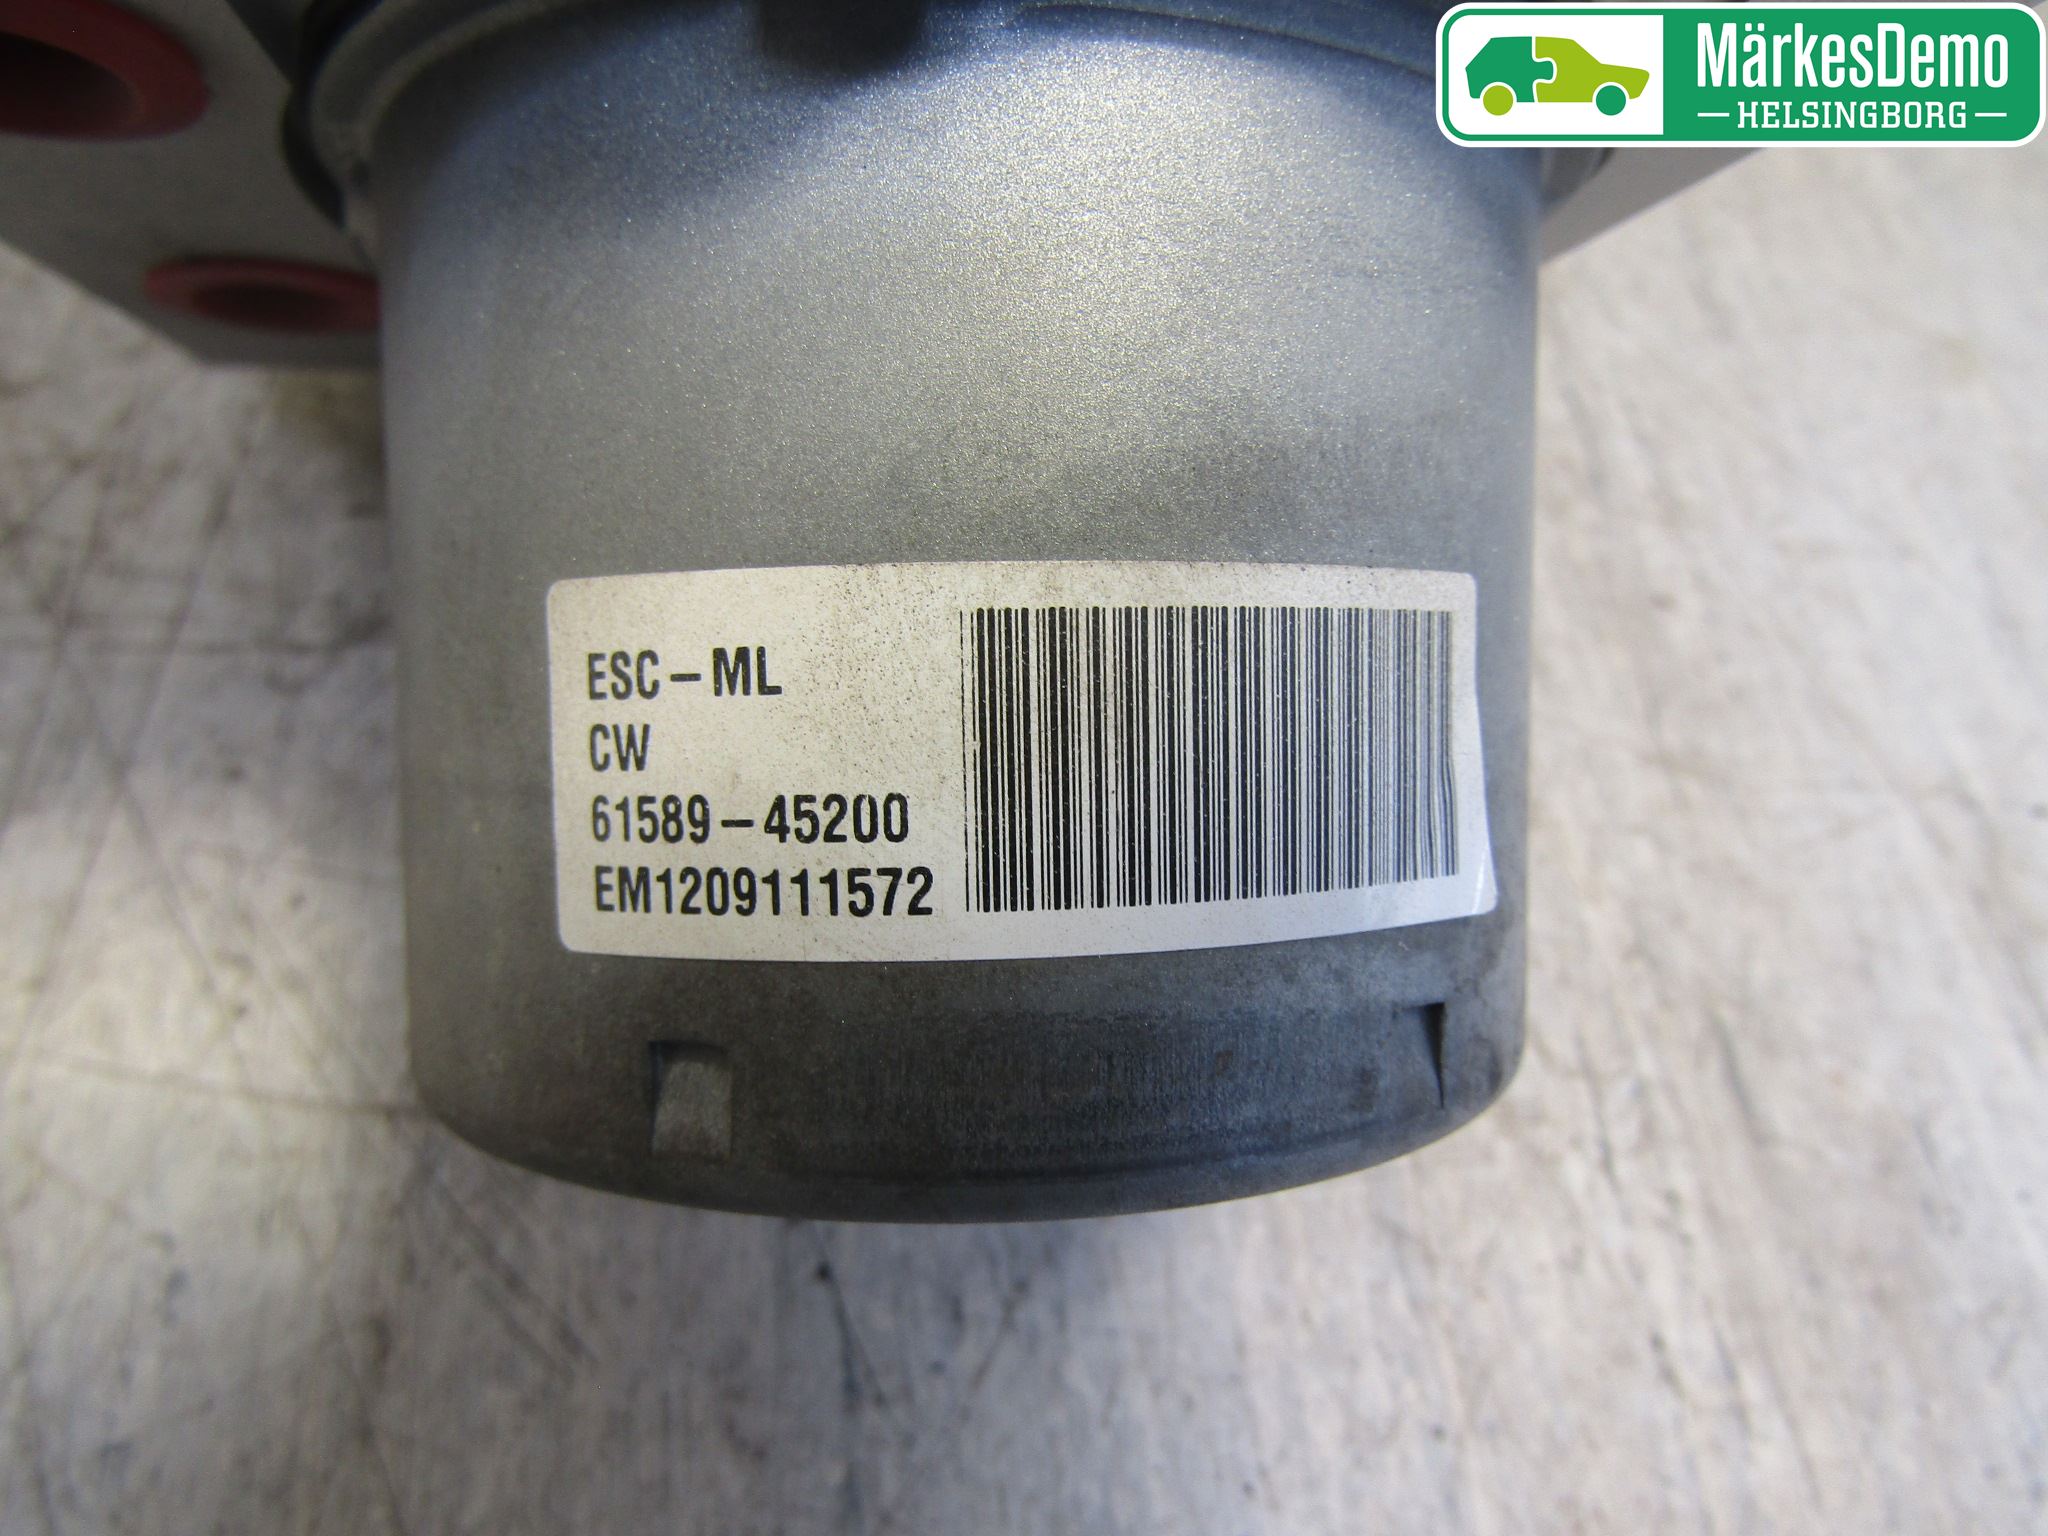 MärkesDemo
HELSINGBORG
ESC-ML
CW
61589-45200
EM1209111572